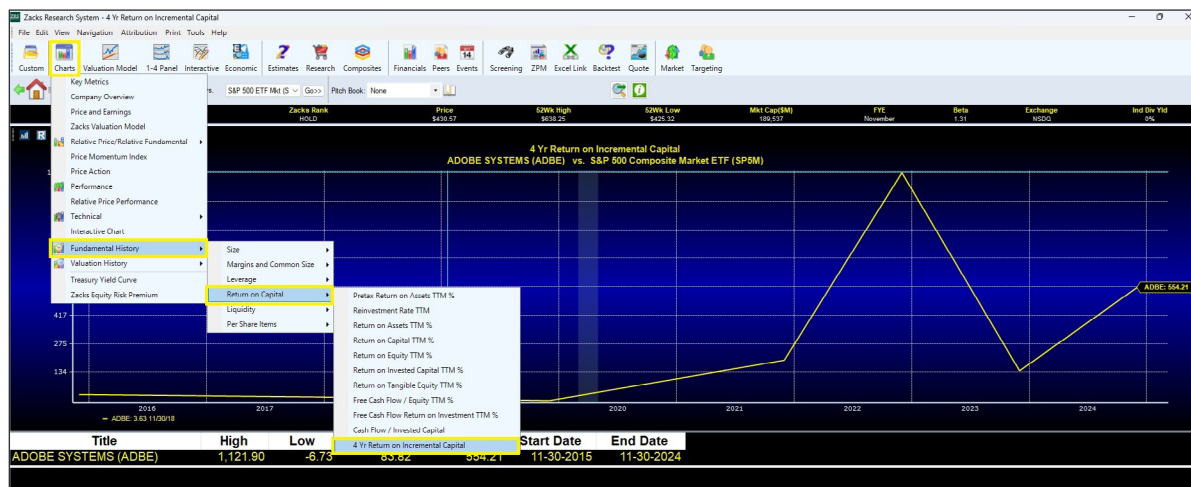 Zacks Research System - 4 Yr Return on Incremental Capital
File Edit View Navigation Attribution Print Tools Help
Custom Charts Valuation Model 1-4 Panel Interactive Economic Estimates Research Composites Financials Peers Events Screening ZPM Excel Link Backtest Quote Market Targeting
14
s. S&P 500 ETF Mkt (S Go>> Pitch Book: None
Zacks Rank Price 52Wk High 52Wk Low Mkt Cap($M) FYE Beta Exchange Ind Div Yld
HOLD $430.57 $638.25 $425.32 189,537 November 1.31 NSDG 0%
4 Yr Return on Incremental Capital
ADOBE SYSTEMS (ADBE) vs. S&P 500 Composite Market ETF (SP5M)
Key Metrics
Company Overview
Price and Earnings
Zacks Valuation Model
Relative Price/Relative Fundamental
Price Momentum Index
Price Action
Performance
Relative Price Performance
Technical
Interactive Chart
Fundamental History
Valuation History
Treasury Yield Curve
Zacks Equity Risk Premium
Size
Margins and Common Size
Leverage
Return on Capital
Liquidity
Per Share Items
Pretax Return on Assets TTM %
Reinvestment Rate TTM
Return on Assets TTM %
Return on Capital TTM %
Return on Equity TTM %
Return on Invested Capital TTM %
Return on Tangible Equity TTM %
Free Cash Flow / Equity TTM %
Free Cash Flow Return on Investment TTM %
Cash Flow / Invested Capital
4 Yr Return on Incremental Capital
ADBE: 554.21
417
275
134
2016 2017 2020 2021 2022 2023 2024
ADBE: 3.63 11/30/18
Title High Low Start Date End Date
ADOBE SYSTEMS (ADBE) 1,121.90 -6.73 83.82 554.21 11-30-2015 11-30-2024